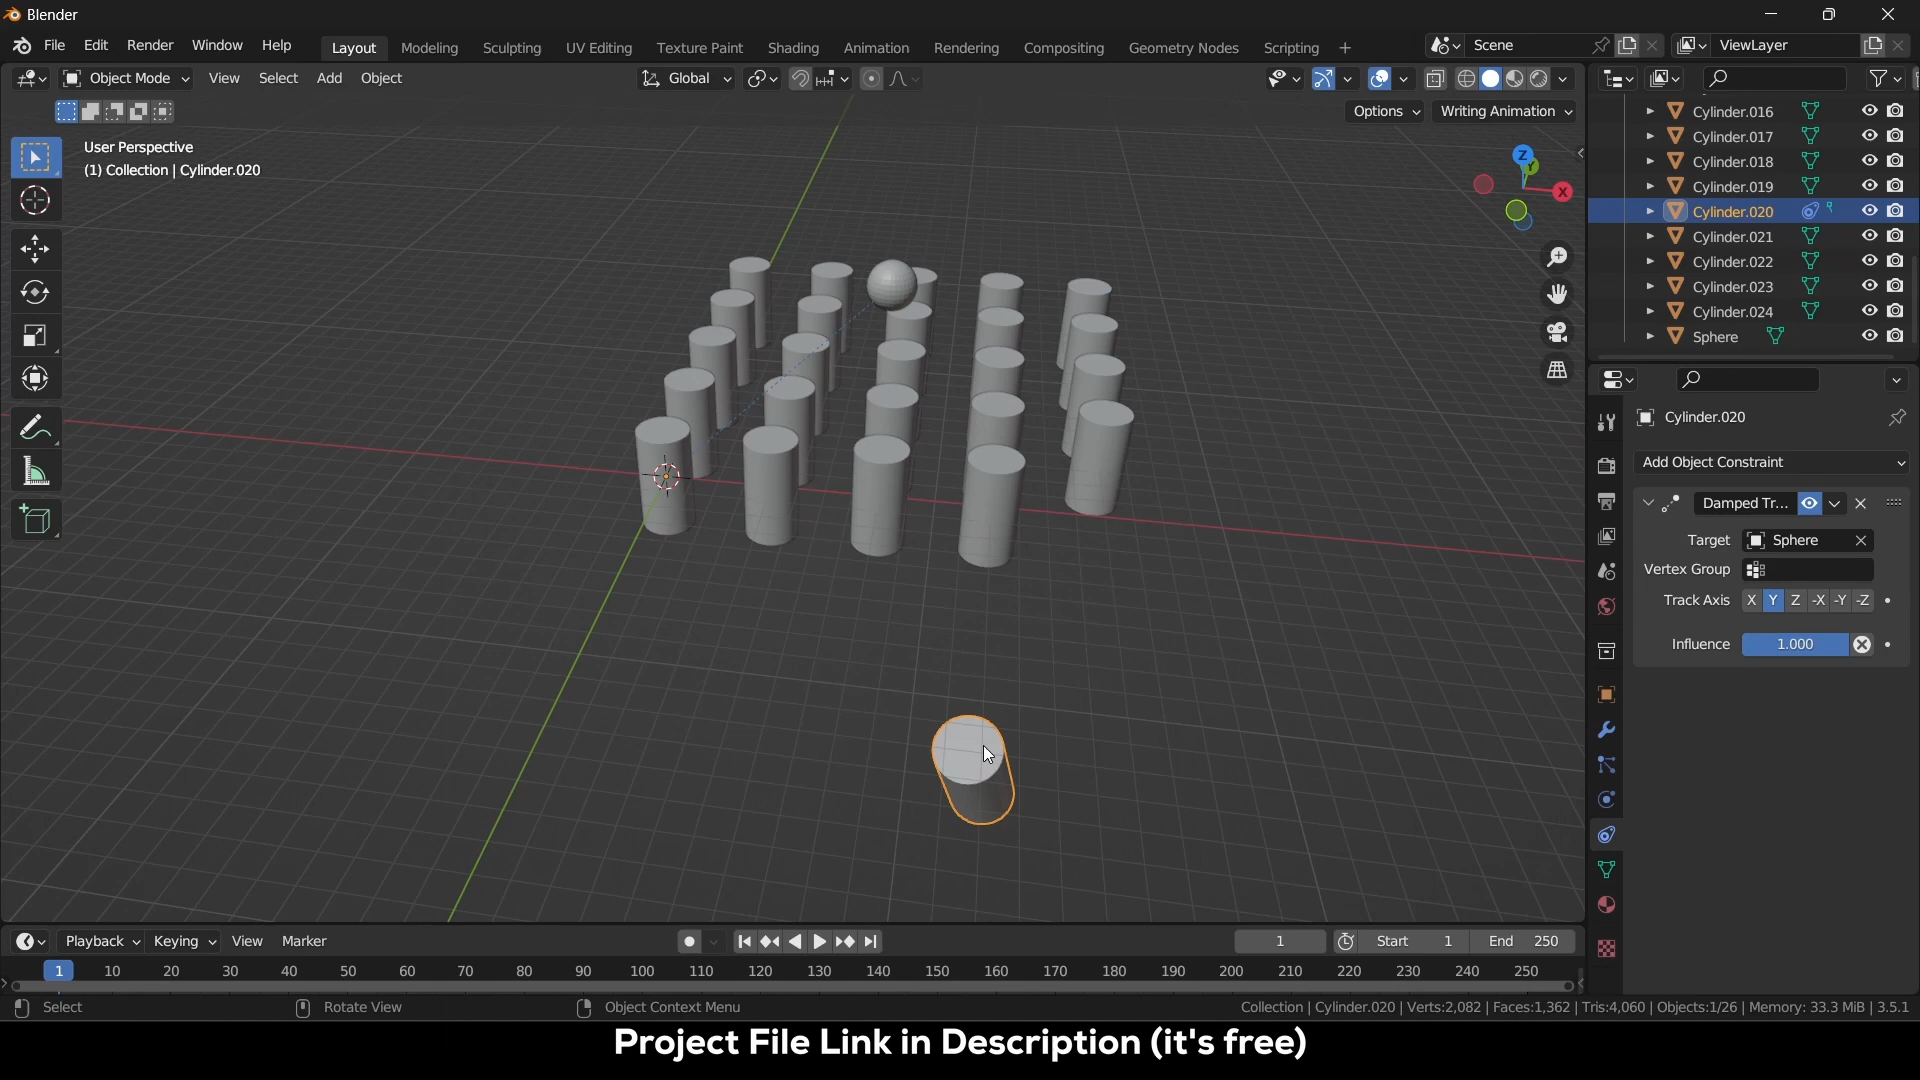 Blender
File Edit Render Window Help Layout Modeling Sculpting UV Editing Texture Paint Shading Animation Rendering Compositing Geometry Nodes Scripting + Scene ViewLayer
Object Mode View Select Add Object Global
Options Writing Animation
User Perspective
(1) Collection | Cylinder.020
Z
Y
X
Cylinder.016
Cylinder.017
Cylinder.018
Cylinder.019
Cylinder.020
Cylinder.021
Cylinder.022
Cylinder.023
Cylinder.024
Sphere
Cylinder.020
Add Object Constraint
Damped Tr...
Target Sphere
Vertex Group
Track Axis X Y Z -X -Y -Z
Influence 1.000
Playback Keying View Marker 1 Start 1 End 250
1 10 20 30 40 50 60 70 80 90 100 110 120 130 140 150 160 170 180 190 200 210 220 230 240 250
Select Rotate View Object Context Menu Collection | Cylinder.020 | Verts:2,082 | Faces:1,362 | Tris:4,060 | Objects:1/26 | Memory: 33.3 MiB | 3.5.1
Project File Link in Description (it's free)